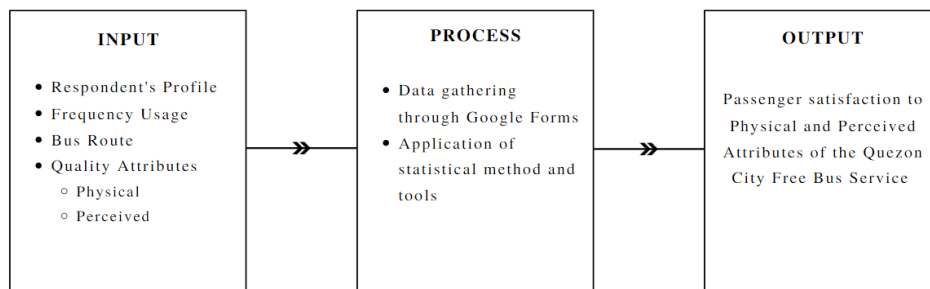 INPUT
• Respondent's Profile
• Frequency Usage
• Bus Route
• Quality Attributes
○ Physical
○ Perceived
PROCESS
• Data gathering
through Google Forms
• Application of
statistical method and
tools
OUTPUT
Passenger satisfaction to
Physical and Perceived
Attributes of the Quezon
City Free Bus Service